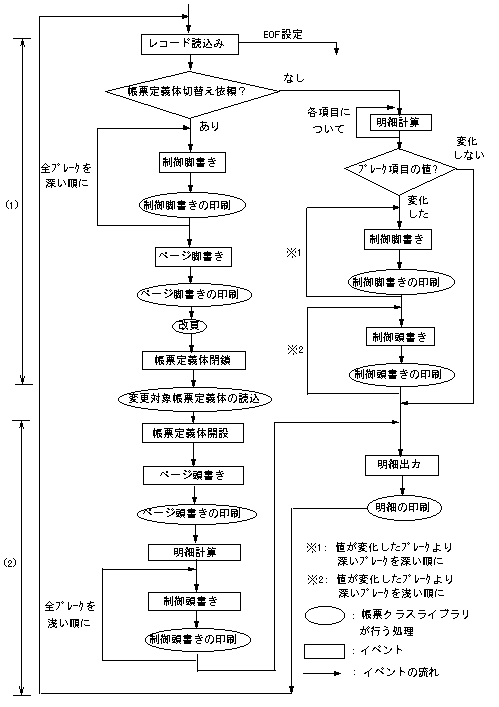 レコード読込み
EOF設定
帳票定義体切替え依頼?
なし
あり
全ブレークを
深い順に
制御脚書き
制御脚書きの印刷
(1)
ページ脚書き
ページ脚書きの印刷
改頁
帳票定義体閉鎖
変更対象帳票定義体の読込
帳票定義体開設
ページ頭書き
ページ頭書きの印刷
明細計算
(2)
全ブレークを
浅い順に
制御頭書き
制御頭書きの印刷
各項目に
ついて
明細計算
変化
しない
ブレーク項目の値?
変化
した
制御脚書き
※1
制御脚書きの印刷
制御頭書き
※2
制御頭書きの印刷
明細出力
明細の印刷
※1: 値が変化したブレークより
深いブレークを深い順に
※2: 値が変化したブレークより
深いブレークを浅い順に
: 帳票クラスライブラリ
が行う処理
: イベント
: イベントの流れ